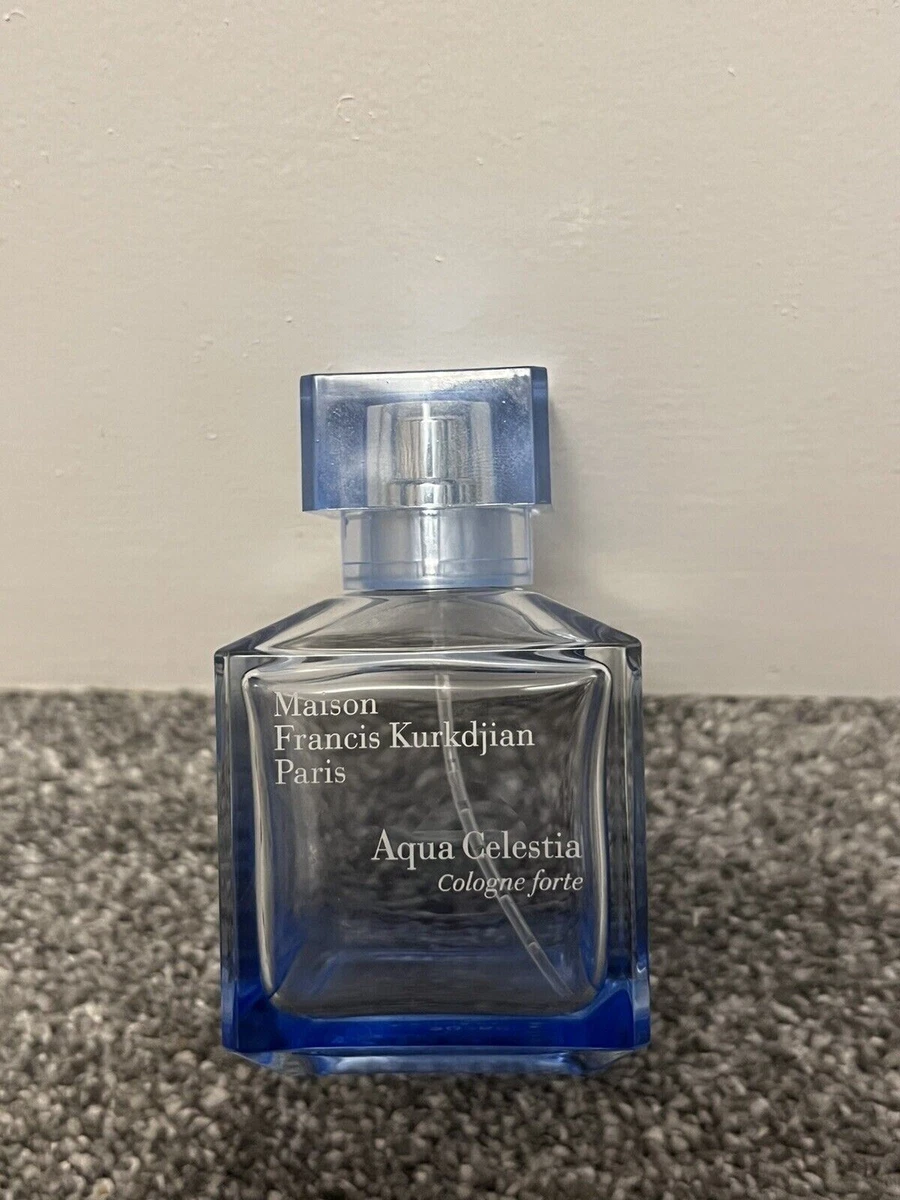 Maison
Francis Kurkdjian
Paris
Aqua Celestia
Cologne forte